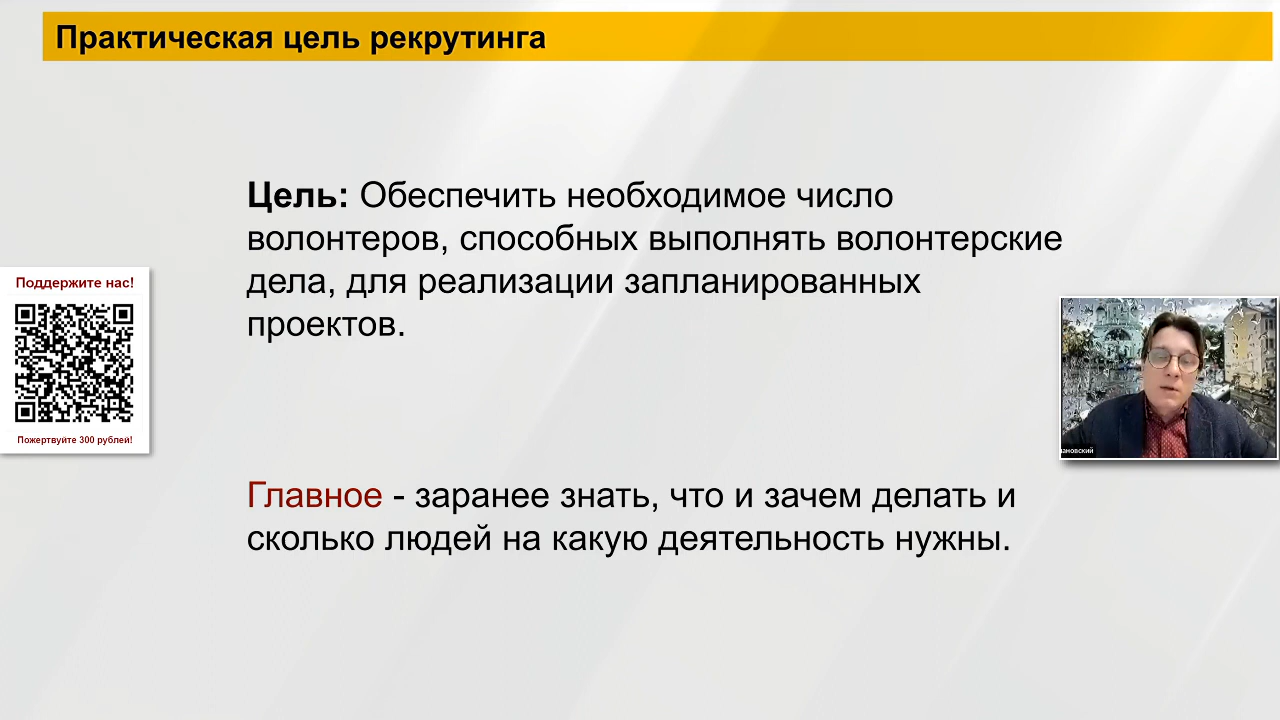 Практическая цель рекрутинга
Цель: Обеспечить необходимое число
волонтеров, способных выполнять волонтерские
дела, для реализации запланированных
проектов.
Поддержите нас!
Пожертвуйте 300 рублей!
Главное - заранее знать, что и зачем делать и
сколько людей на какую деятельность нужны.